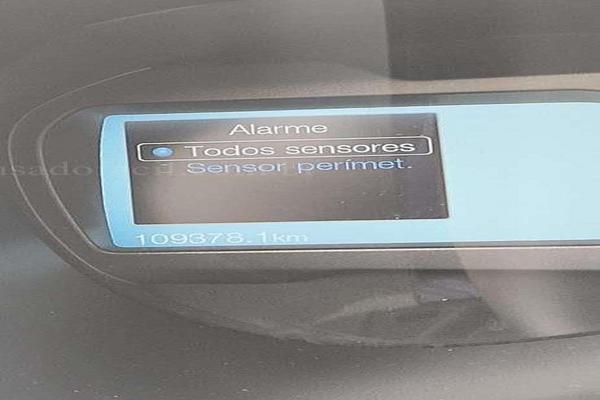 Alarme
Todos sensores
Sensor perímet.
109378.1km